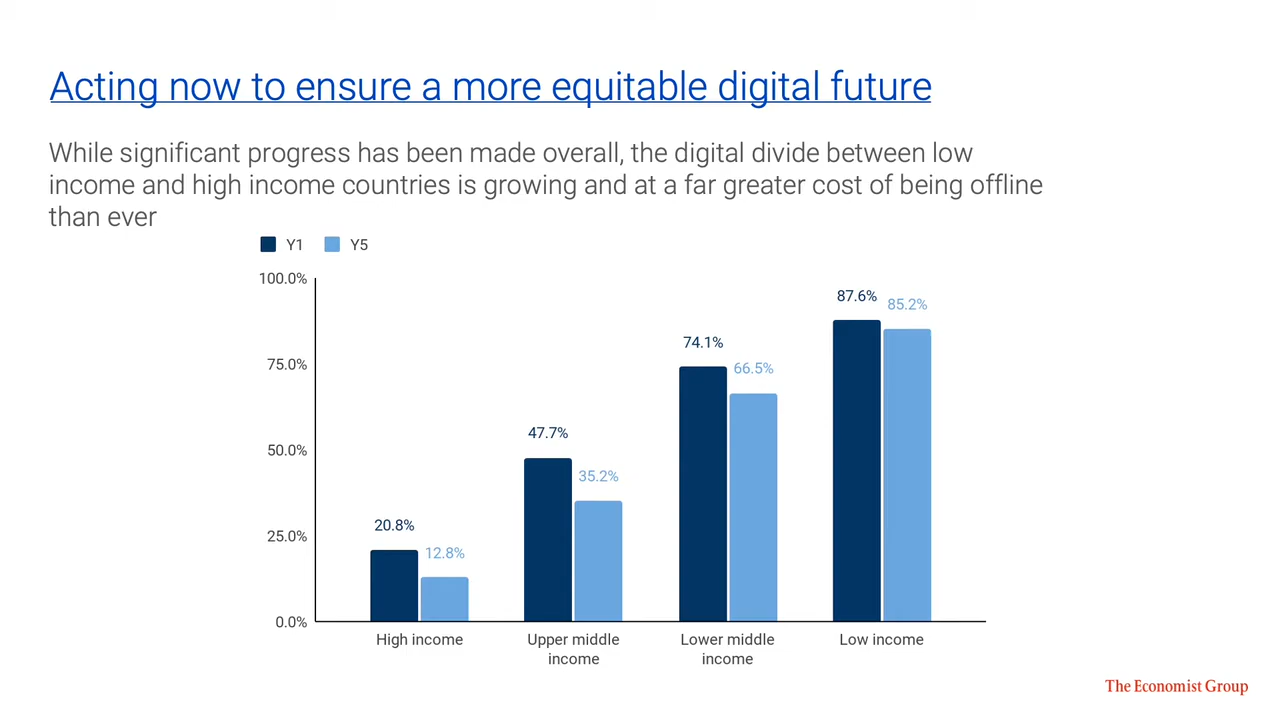 Acting now to ensure a more equitable digital future
While significant progress has been made overall, the digital divide between low
income and high income countries is growing and at a far greater cost of being offline
than ever
Y1 Y5
100.0%
75.0%
50.0%
25.0%
0.0%
20.8%
12.8%
47.7%
35.2%
74.1%
66.5%
87.6%
85.2%
High income
Upper middle
income
Lower middle
income
Low income
The Economist Group